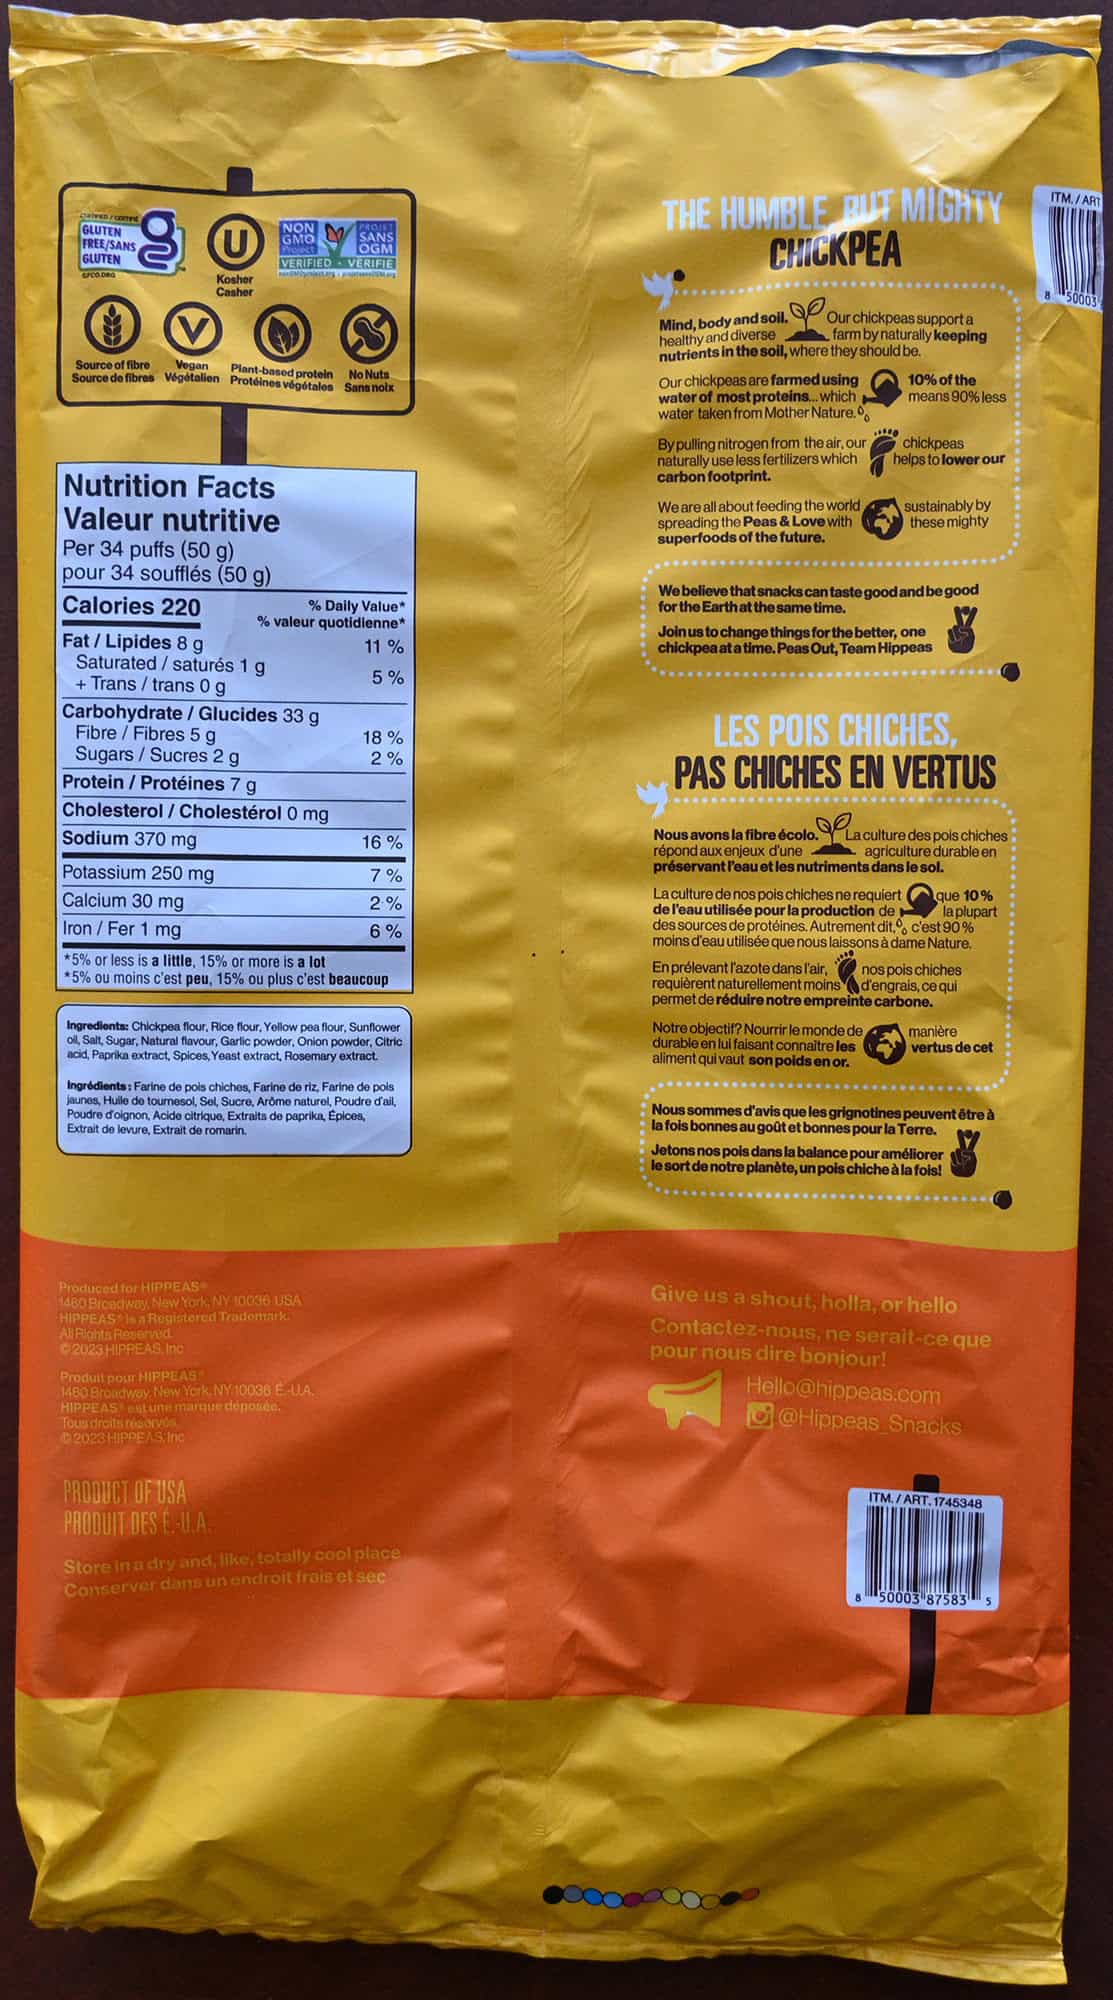 CERTIFIED / CERTIFIÉ
GLUTEN
FREE/SANS
GLUTEN
GFCO.ORG
U
Kosher
Casher
NON
GMO
Project
PROJET
SANS
OGM
VERIFIED • VÉRIFIÉ
nongmoproject.org • projetsansogm.org
Source of fibre
Source de fibres
V
Vegan
Végétalien
Plant-based protein
Protéines végétales
No Nuts
Sans noix
Nutrition Facts
Valeur nutritive
Per 34 puffs (50 g)
pour 34 soufflés (50 g)
Calories 220
% Daily Value*
% valeur quotidienne*
Fat / Lipides 8 g 11 %
Saturated / saturés 1 g
+ Trans / trans 0 g 5 %
Carbohydrate / Glucides 33 g
Fibre / Fibres 5 g 18 %
Sugars / Sucres 2 g 2 %
Protein / Protéines 7 g
Cholesterol / Cholestérol 0 mg
Sodium 370 mg 16 %
Potassium 250 mg 7 %
Calcium 30 mg 2 %
Iron / Fer 1 mg 6 %
*5% or less is a little, 15% or more is a lot
*5% ou moins c'est peu, 15% ou plus c'est beaucoup
Ingredients: Chickpea flour, Rice flour, Yellow pea flour, Sunflower
oil, Salt, Sugar, Natural flavour, Garlic powder, Onion powder, Citric
acid, Paprika extract, Spices, Yeast extract, Rosemary extract.
Ingrédients : Farine de pois chiches, Farine de riz, Farine de pois
jaunes, Huile de tournesol, Sel, Sucre, Arôme naturel, Poudre d'ail,
Poudre d'oignon, Acide citrique, Extraits de paprika, Épices,
Extrait de levure, Extrait de romarin.
Produced for HIPPEAS®
1460 Broadway, New York, NY 10036 USA
HIPPEAS® is a Registered Trademark.
All Rights Reserved.
© 2023 HIPPEAS, Inc
Produit pour HIPPEAS®
1460 Broadway, New York, NY 10036 É.-U.A.
HIPPEAS® est une marque déposée.
Tous droits réservés.
© 2023 HIPPEAS, Inc
PRODUCT OF USA
PRODUIT DES É.-U.A.
Store in a dry and, like, totally cool place
Conserver dans un endroit frais et sec
THE HUMBLE, BUT MIGHTY
CHICKPEA
Mind, body and soil. Our chickpeas support a
healthy and diverse farm by naturally keeping
nutrients in the soil, where they should be.
Our chickpeas are farmed using 10% of the
water of most proteins... which means 90% less
water taken from Mother Nature.
By pulling nitrogen from the air, our chickpeas
naturally use less fertilizers which helps to lower our
carbon footprint.
We are all about feeding the world sustainably by
spreading the Peas & Love with these mighty
superfoods of the future.
We believe that snacks can taste good and be good
for the Earth at the same time.
Join us to change things for the better, one
chickpea at a time. Peas Out, Team Hippeas
LES POIS CHICHES,
PAS CHICHES EN VERTUS
Nous avons la fibre écolo. La culture des pois chiches
répond aux enjeux d'une agriculture durable en
préservant l'eau et les nutriments dans le sol.
La culture de nos pois chiches ne requiert que 10 %
de l'eau utilisée pour la production de la plupart
des sources de protéines. Autrement dit, c'est 90 %
moins d'eau utilisée que nous laissons à dame Nature.
En prélevant l'azote dans l'air, nos pois chiches
requièrent naturellement moins d'engrais, ce qui
permet de réduire notre empreinte carbone.
Notre objectif? Nourrir le monde de manière
durable en lui faisant connaître les vertus de cet
aliment qui vaut son poids en or.
Nous sommes d'avis que les grignotines peuvent être à
la fois bonnes au goût et bonnes pour la Terre.
Jetons nos pois dans la balance pour améliorer
le sort de notre planète, un pois chiche à la fois!
Give us a shout, holla, or hello
Contactez-nous, ne serait-ce que
pour nous dire bonjour!
Hello@hippeas.com
@Hippeas_Snacks
ITM. / ART. 1745348
8 50003 87583 5
ITM. / ART
8 50003